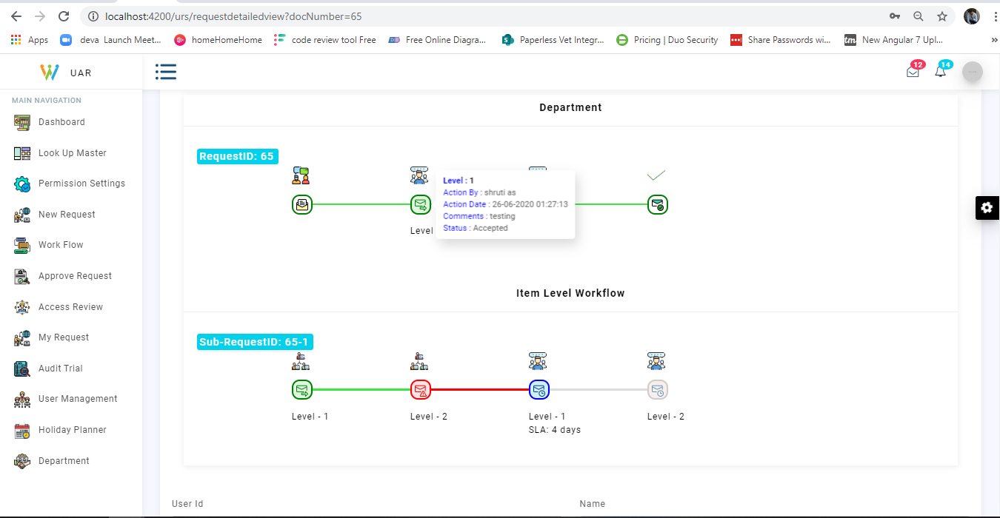 localhost:4200/urs/requestdetailedview?docNumber=65
Apps deva Launch Meet... homeHomeHome code review tool Free Free Online Diagra... Paperless Vet Integr... Pricing | Duo Security Share Passwords wi... tm New Angular 7 Upl... »
UAR
12 14
MAIN NAVIGATION
Dashboard
Look Up Master
Permission Settings
New Request
Work Flow
Approve Request
Access Review
My Request
Audit Trial
User Management
Holiday Planner
Department
Department
RequestID: 65
Level
Level : 1
Action By : shruti as
Action Date : 26-06-2020 01:27:13
Comments : testing
Status : Accepted
Item Level Workflow
Sub-RequestID: 65-1
Level - 1 Level - 2 Level - 1 Level - 2
SLA: 4 days
User Id Name